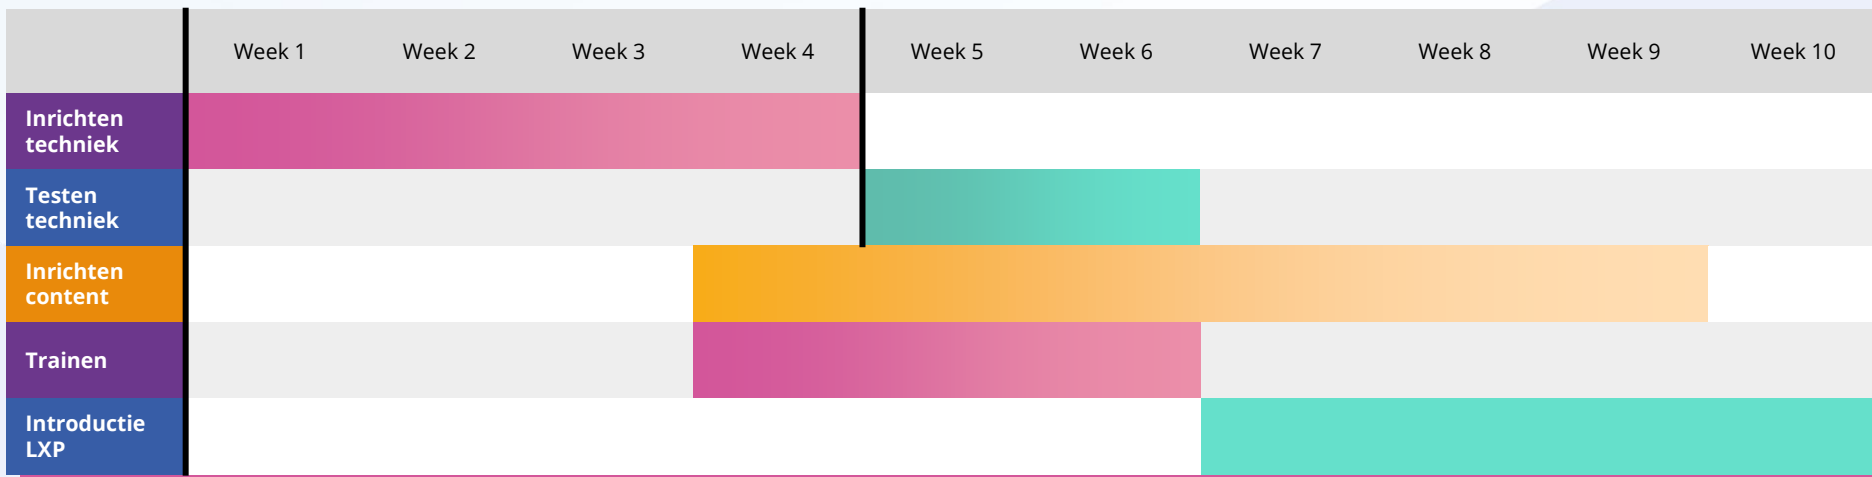 Week 1 Week 2 Week 3 Week 4 Week 5 Week 6 Week 7 Week 8 Week 9 Week 10
Inrichten
techniek
Testen
techniek
Inrichten
content
Trainen
Introductie
LXP